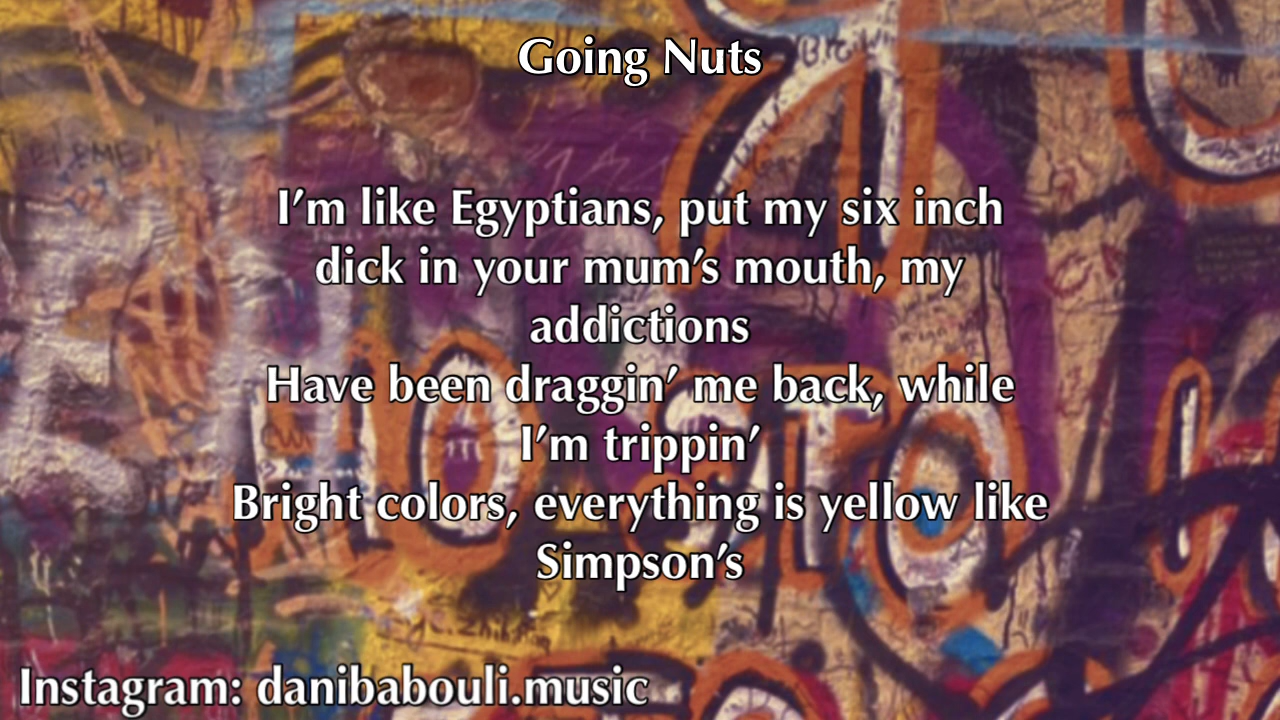 Going Nuts
I'm like Egyptians, put my six inch
dick in your mum's mouth, my
addictions
Have been draggin' me back, while
I'm trippin'
Bright colors, everything is yellow like
Simpson's
Instagram: danibabouli.music